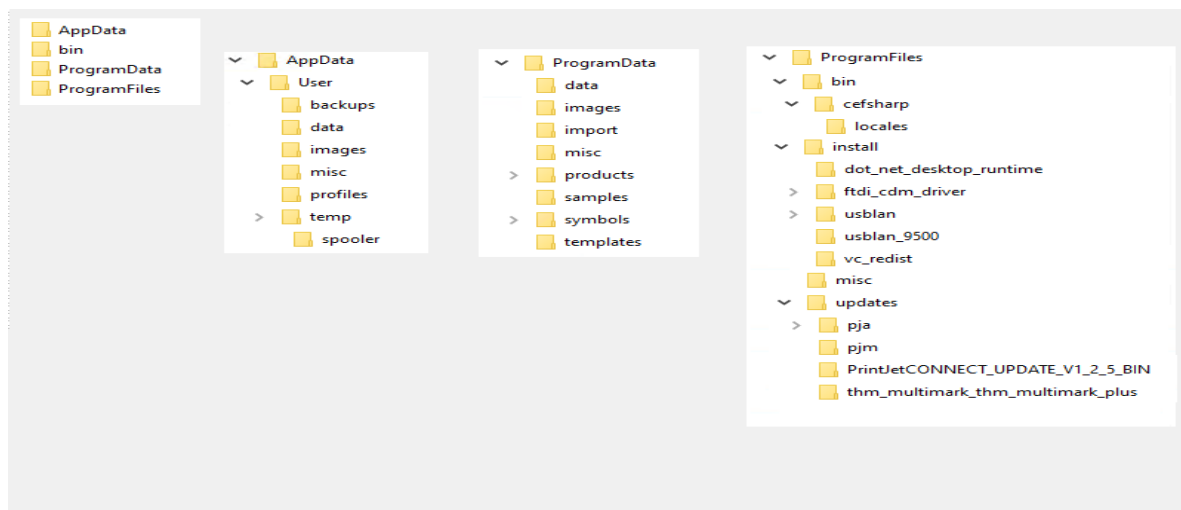 AppData
bin
ProgramData
ProgramFiles
AppData
User
backups
data
images
misc
profiles
temp
spooler
ProgramData
data
images
import
misc
products
samples
symbols
templates
ProgramFiles
bin
cefsharp
locales
install
dot_net_desktop_runtime
ftdi_cdm_driver
usblan
usblan_9500
vc_redist
misc
updates
pja
pjm
PrintJetCONNECT_UPDATE_V1_2_5_BIN
thm_multimark_thm_multimark_plus